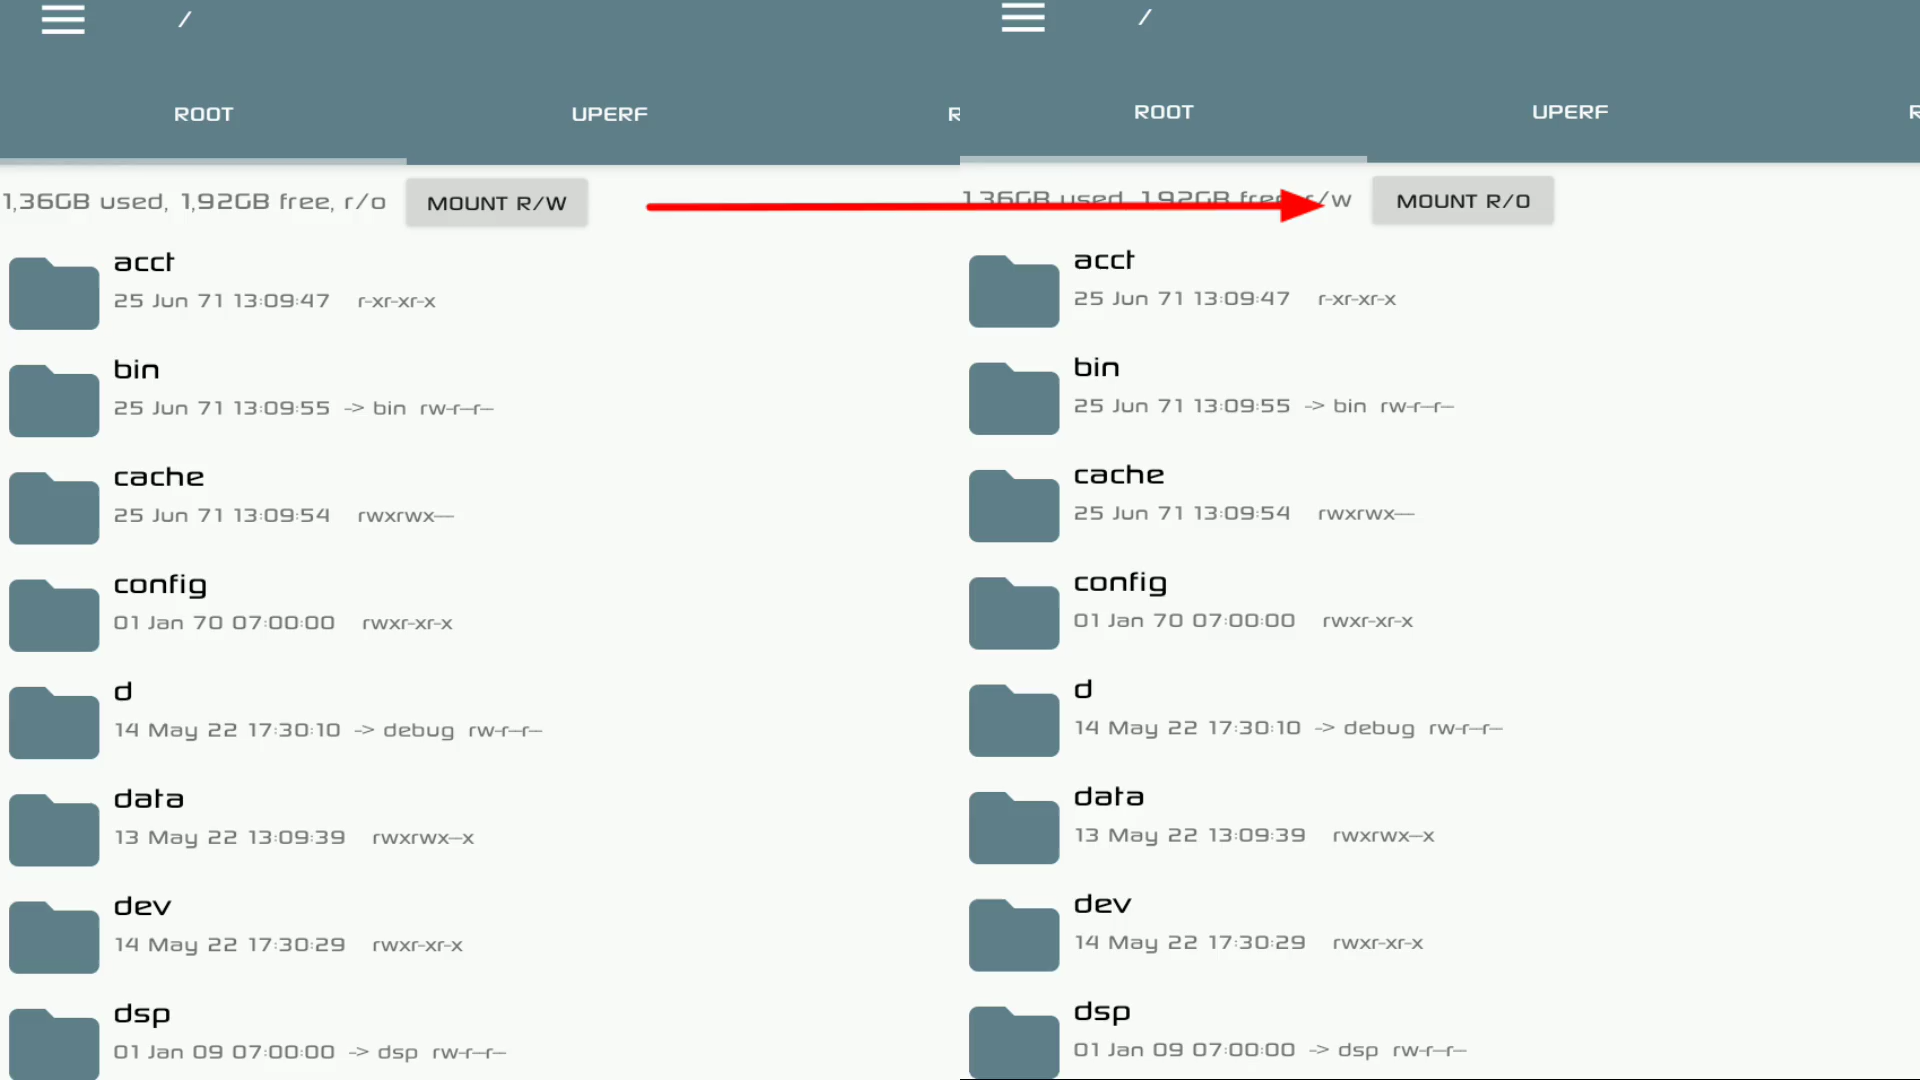 /
ROOT UPERF R
1,36GB used, 1,92GB free, r/o MOUNT R/W
acct
25 Jun 71 13:09:47 r-xr-xr-x
bin
25 Jun 71 13:09:55 -> bin rw-r--r--
cache
25 Jun 71 13:09:54 rwxrwx---
config
01 Jan 70 07:00:00 rwxr-xr-x
d
14 May 22 17:30:10 -> debug rw-r--r--
data
13 May 22 13:09:39 rwxrwx--x
dev
14 May 22 17:30:29 rwxr-xr-x
dsp
01 Jan 09 07:00:00 -> dsp rw-r--r--
/
ROOT UPERF R
1,36GB used, 1,92GB free, r/w MOUNT R/O
acct
25 Jun 71 13:09:47 r-xr-xr-x
bin
25 Jun 71 13:09:55 -> bin rw-r--r--
cache
25 Jun 71 13:09:54 rwxrwx---
config
01 Jan 70 07:00:00 rwxr-xr-x
d
14 May 22 17:30:10 -> debug rw-r--r--
data
13 May 22 13:09:39 rwxrwx--x
dev
14 May 22 17:30:29 rwxr-xr-x
dsp
01 Jan 09 07:00:00 -> dsp rw-r--r--